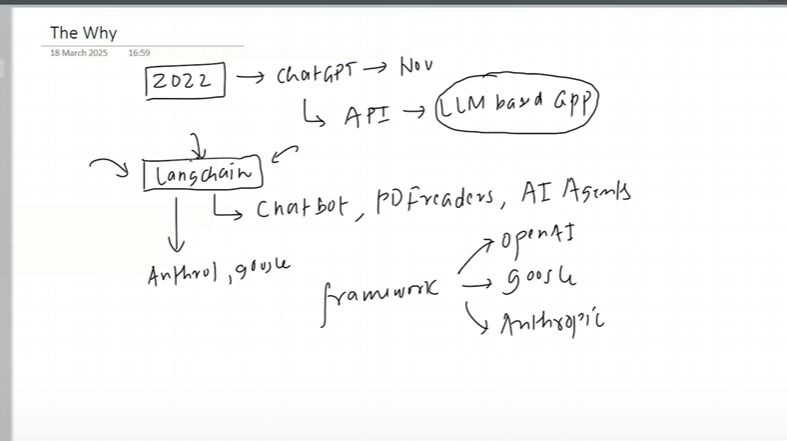 The Why
18 March 2025 16:59
2022 → ChatGPT → Nov
↳ API → LLM based app
Langchain
↳ Chatbot, PDFreaders, AI Agents
→ OpenAI
Anthrol, google
framework → google
→ Anthropic